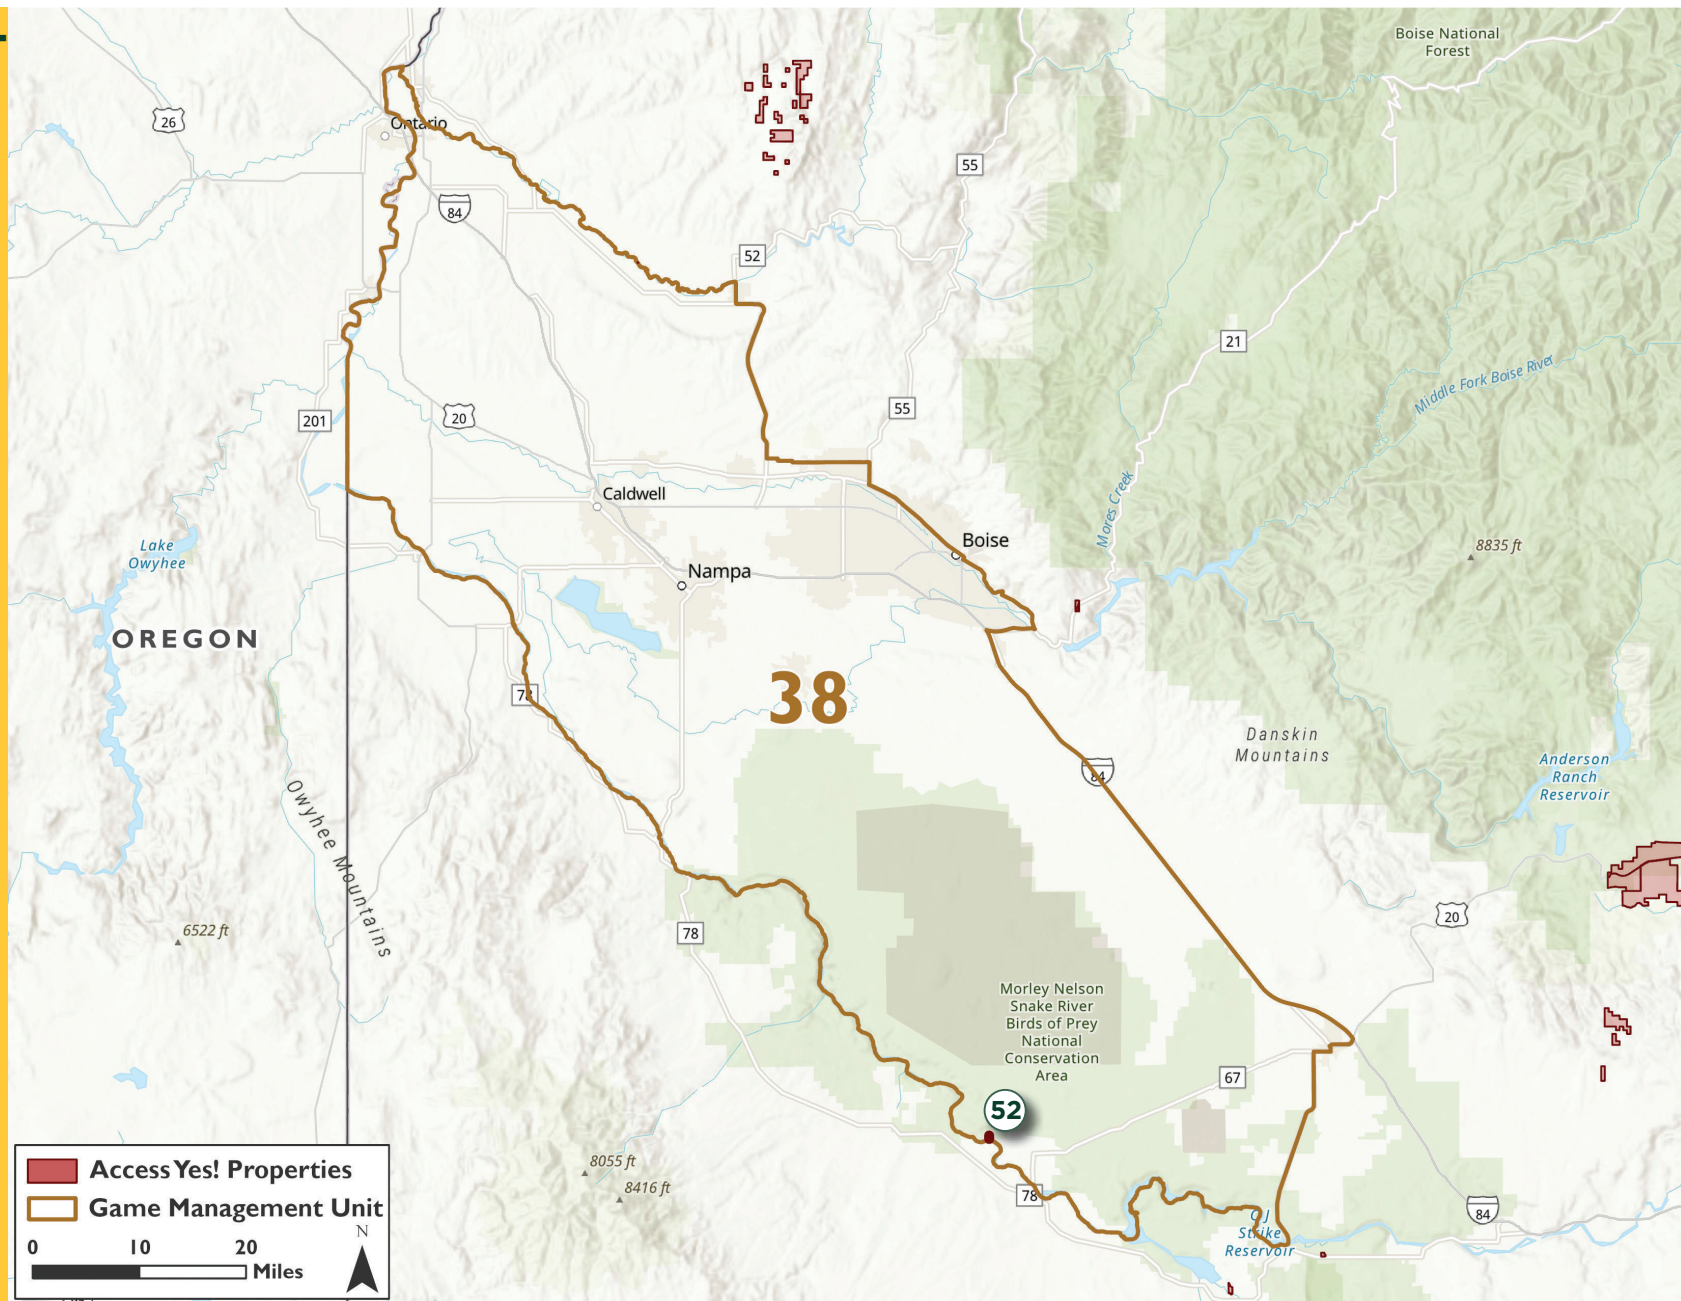 Boise National
Forest
26
Ontario
55
84
52
21
Middle Fork Boise River
55
201
20
Mores Creek
Caldwell
Boise
Lake
Owyhee
8835 ft
Nampa
OREGON
38
78
Danskin
Mountains
84
Anderson
Ranch
Reservoir
Owyhee Mountains
20
6522 ft
78
Morley Nelson
Snake River
Birds of Prey
National
Conservation
Area
67
52
8055 ft
8416 ft
78
84
C J
Strike
Reservoir
Access Yes! Properties
Game Management Unit
N
0 10 20
Miles